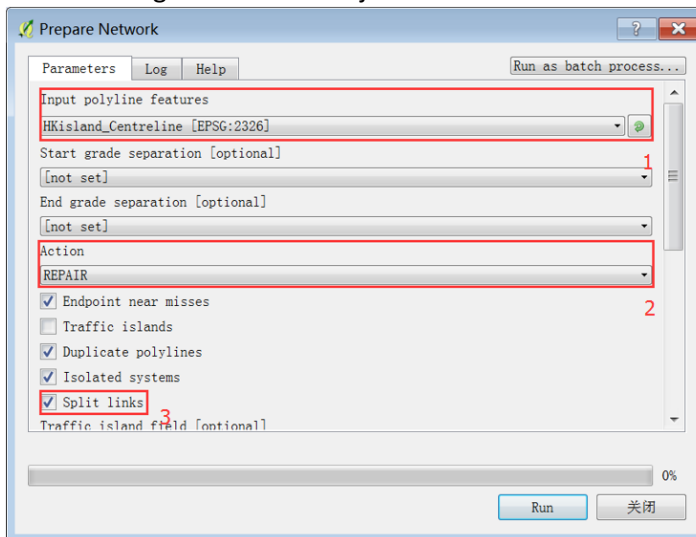 Prepare Network
Parameters Log Help Run as batch process...
Input polyline features
HKisland_Centreline [EPSG:2326]
Start grade separation [optional]
1
[not set]
End grade separation [optional]
[not set]
Action
REPAIR
Endpoint near misses
2
Traffic islands
Duplicate polylines
Isolated systems
Split links
3
Traffic island field [optional]
0%
Run 关闭